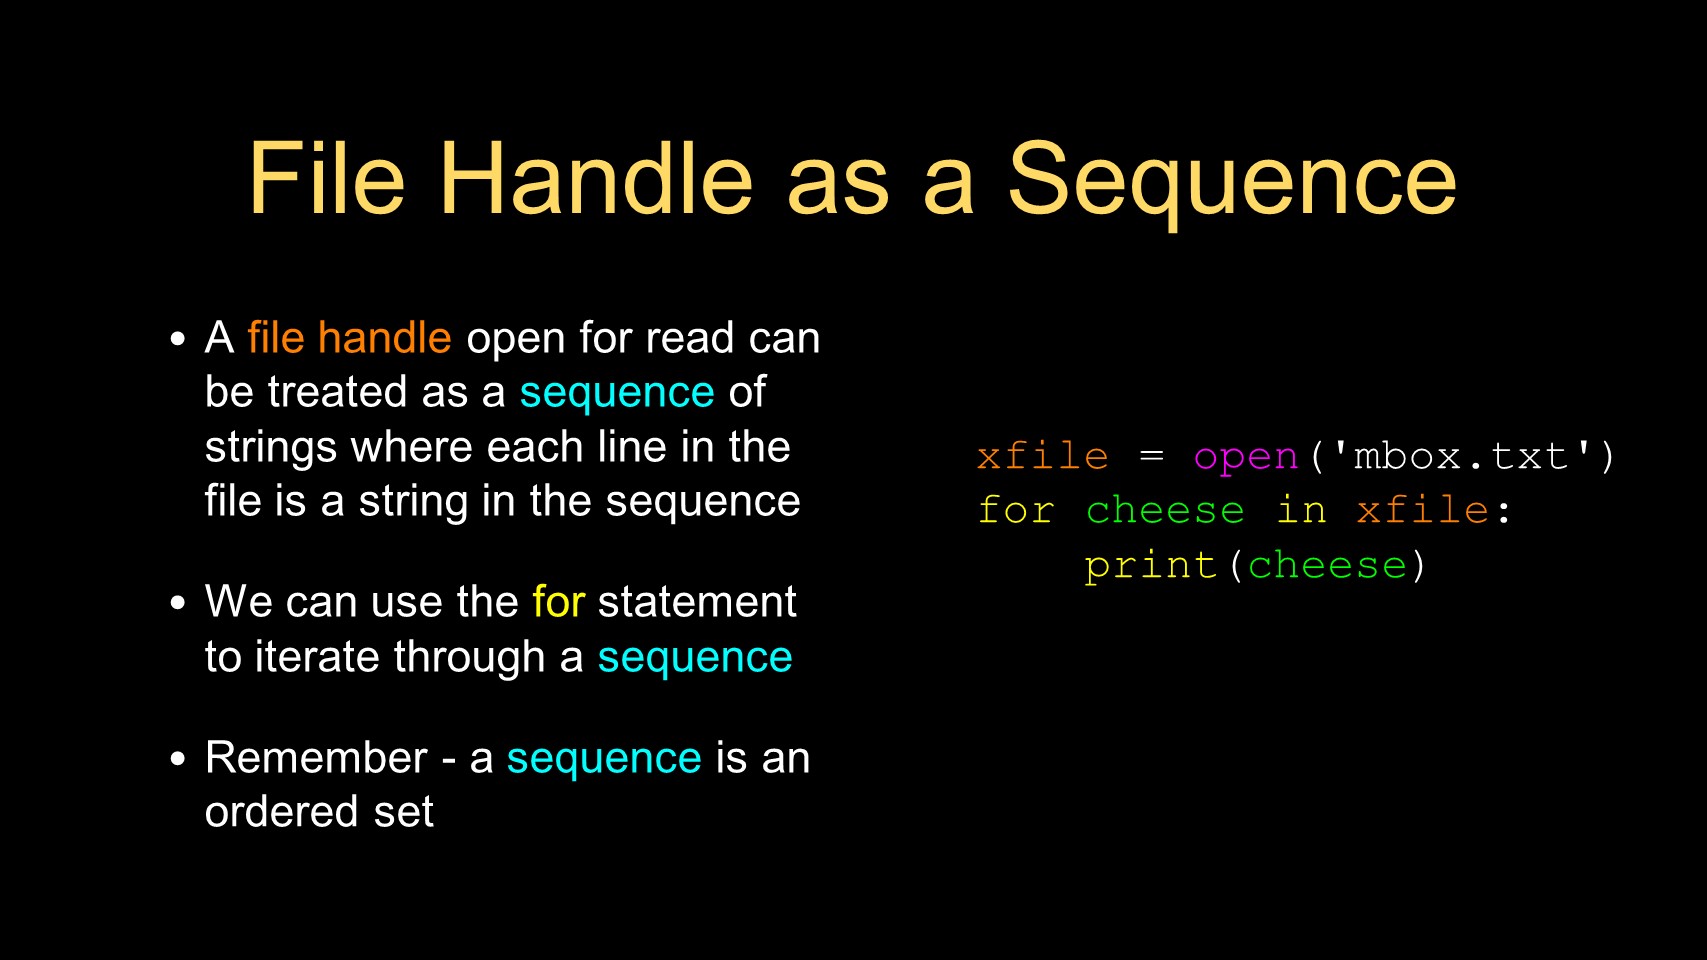 File Handle as a Sequence
• A file handle open for read can
be treated as a sequence of
strings where each line in the
file is a string in the sequence
• We can use the for statement
to iterate through a sequence
• Remember - a sequence is an
ordered set
xfile = open('mbox.txt')
for cheese in xfile:
    print(cheese)